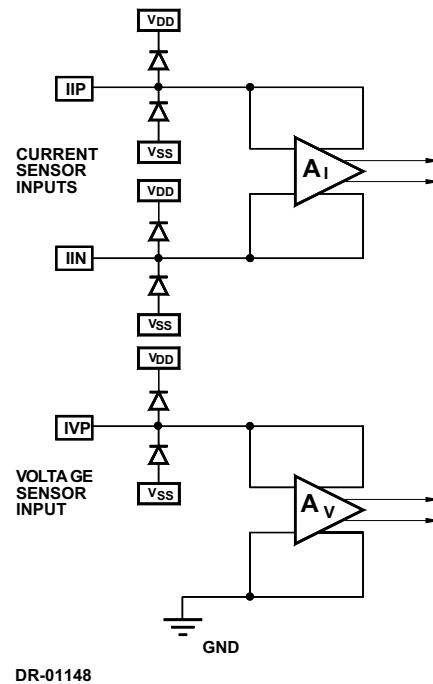 VDD
IIP
CURRENT
SENSOR
INPUTS
VSS
VDD
AI
IIN
VSS
VDD
IVP
VOLTAGE
SENSOR
INPUT
VSS
AV
GND
DR-01148